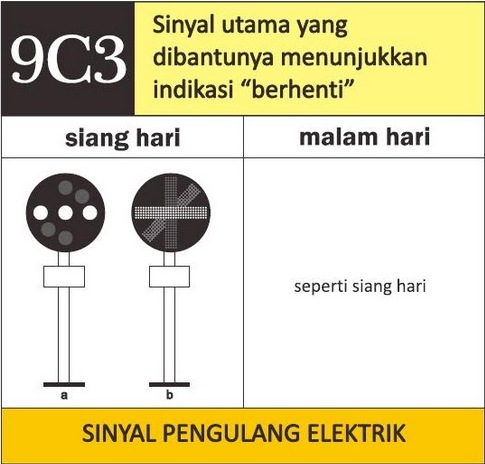 9C3
Sinyal utama yang
dibantunya menunjukkan
indikasi “berhenti”
siang hari
malam hari
seperti siang hari
a
b
SINYAL PENGULANG ELEKTRIK